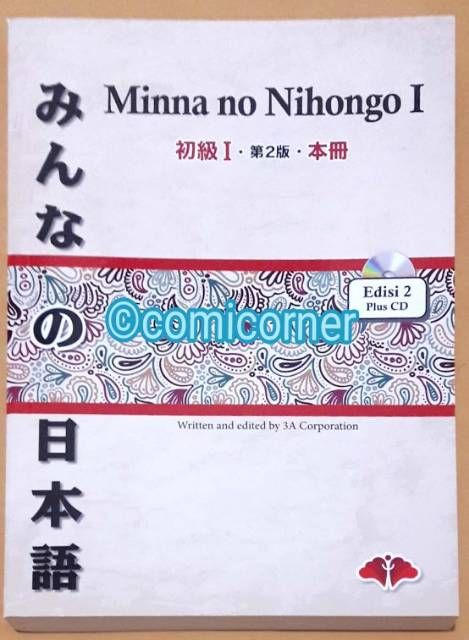 みんなの日本語
Minna no Nihongo I
初級 I・第2版・本冊
Edisi 2
Plus CD
©comicorner
Written and edited by 3A Corporation